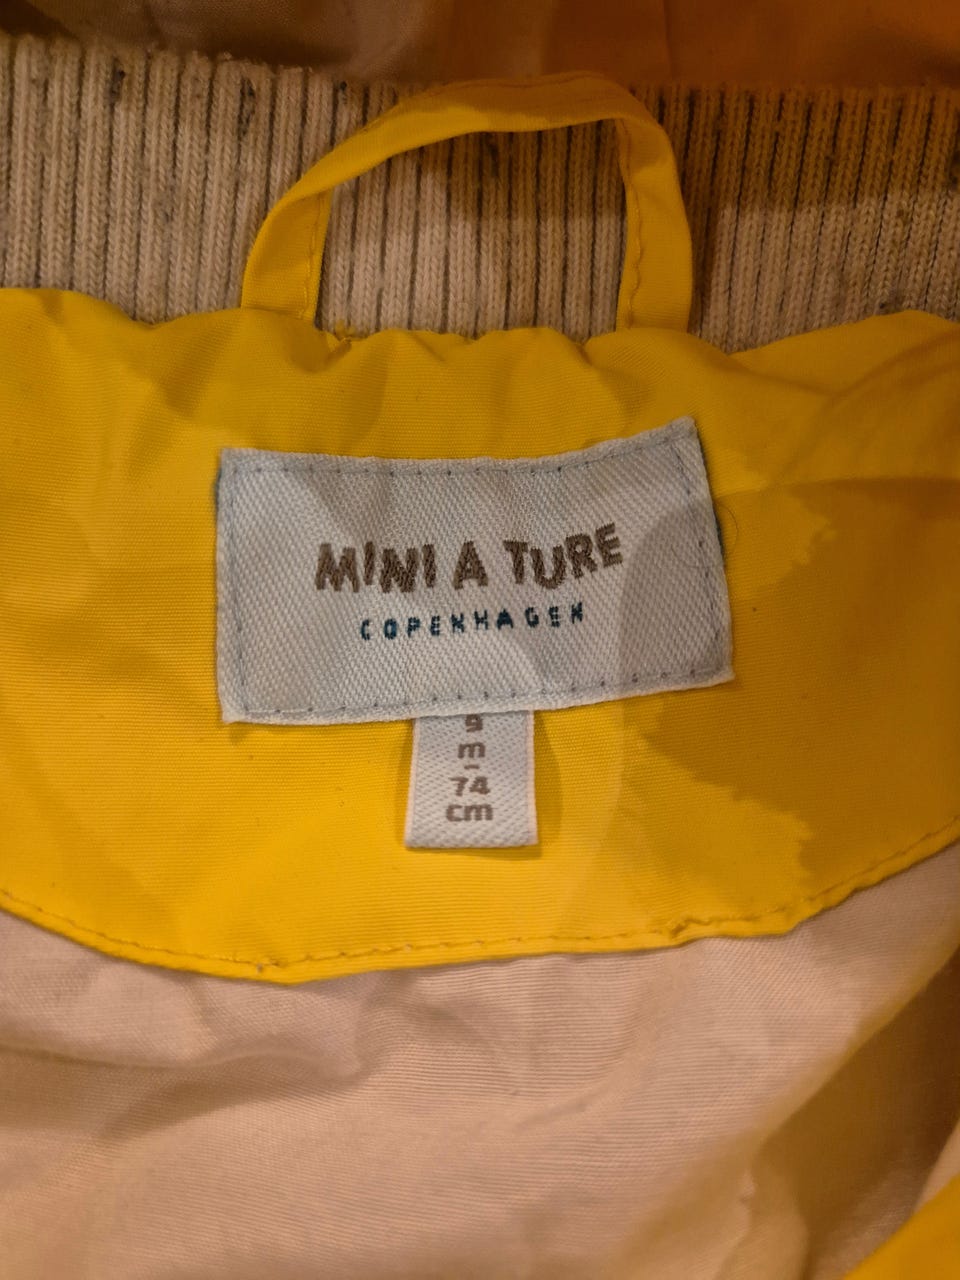 MINI A TURE
COPENHAGEN
9
m
-
74
cm